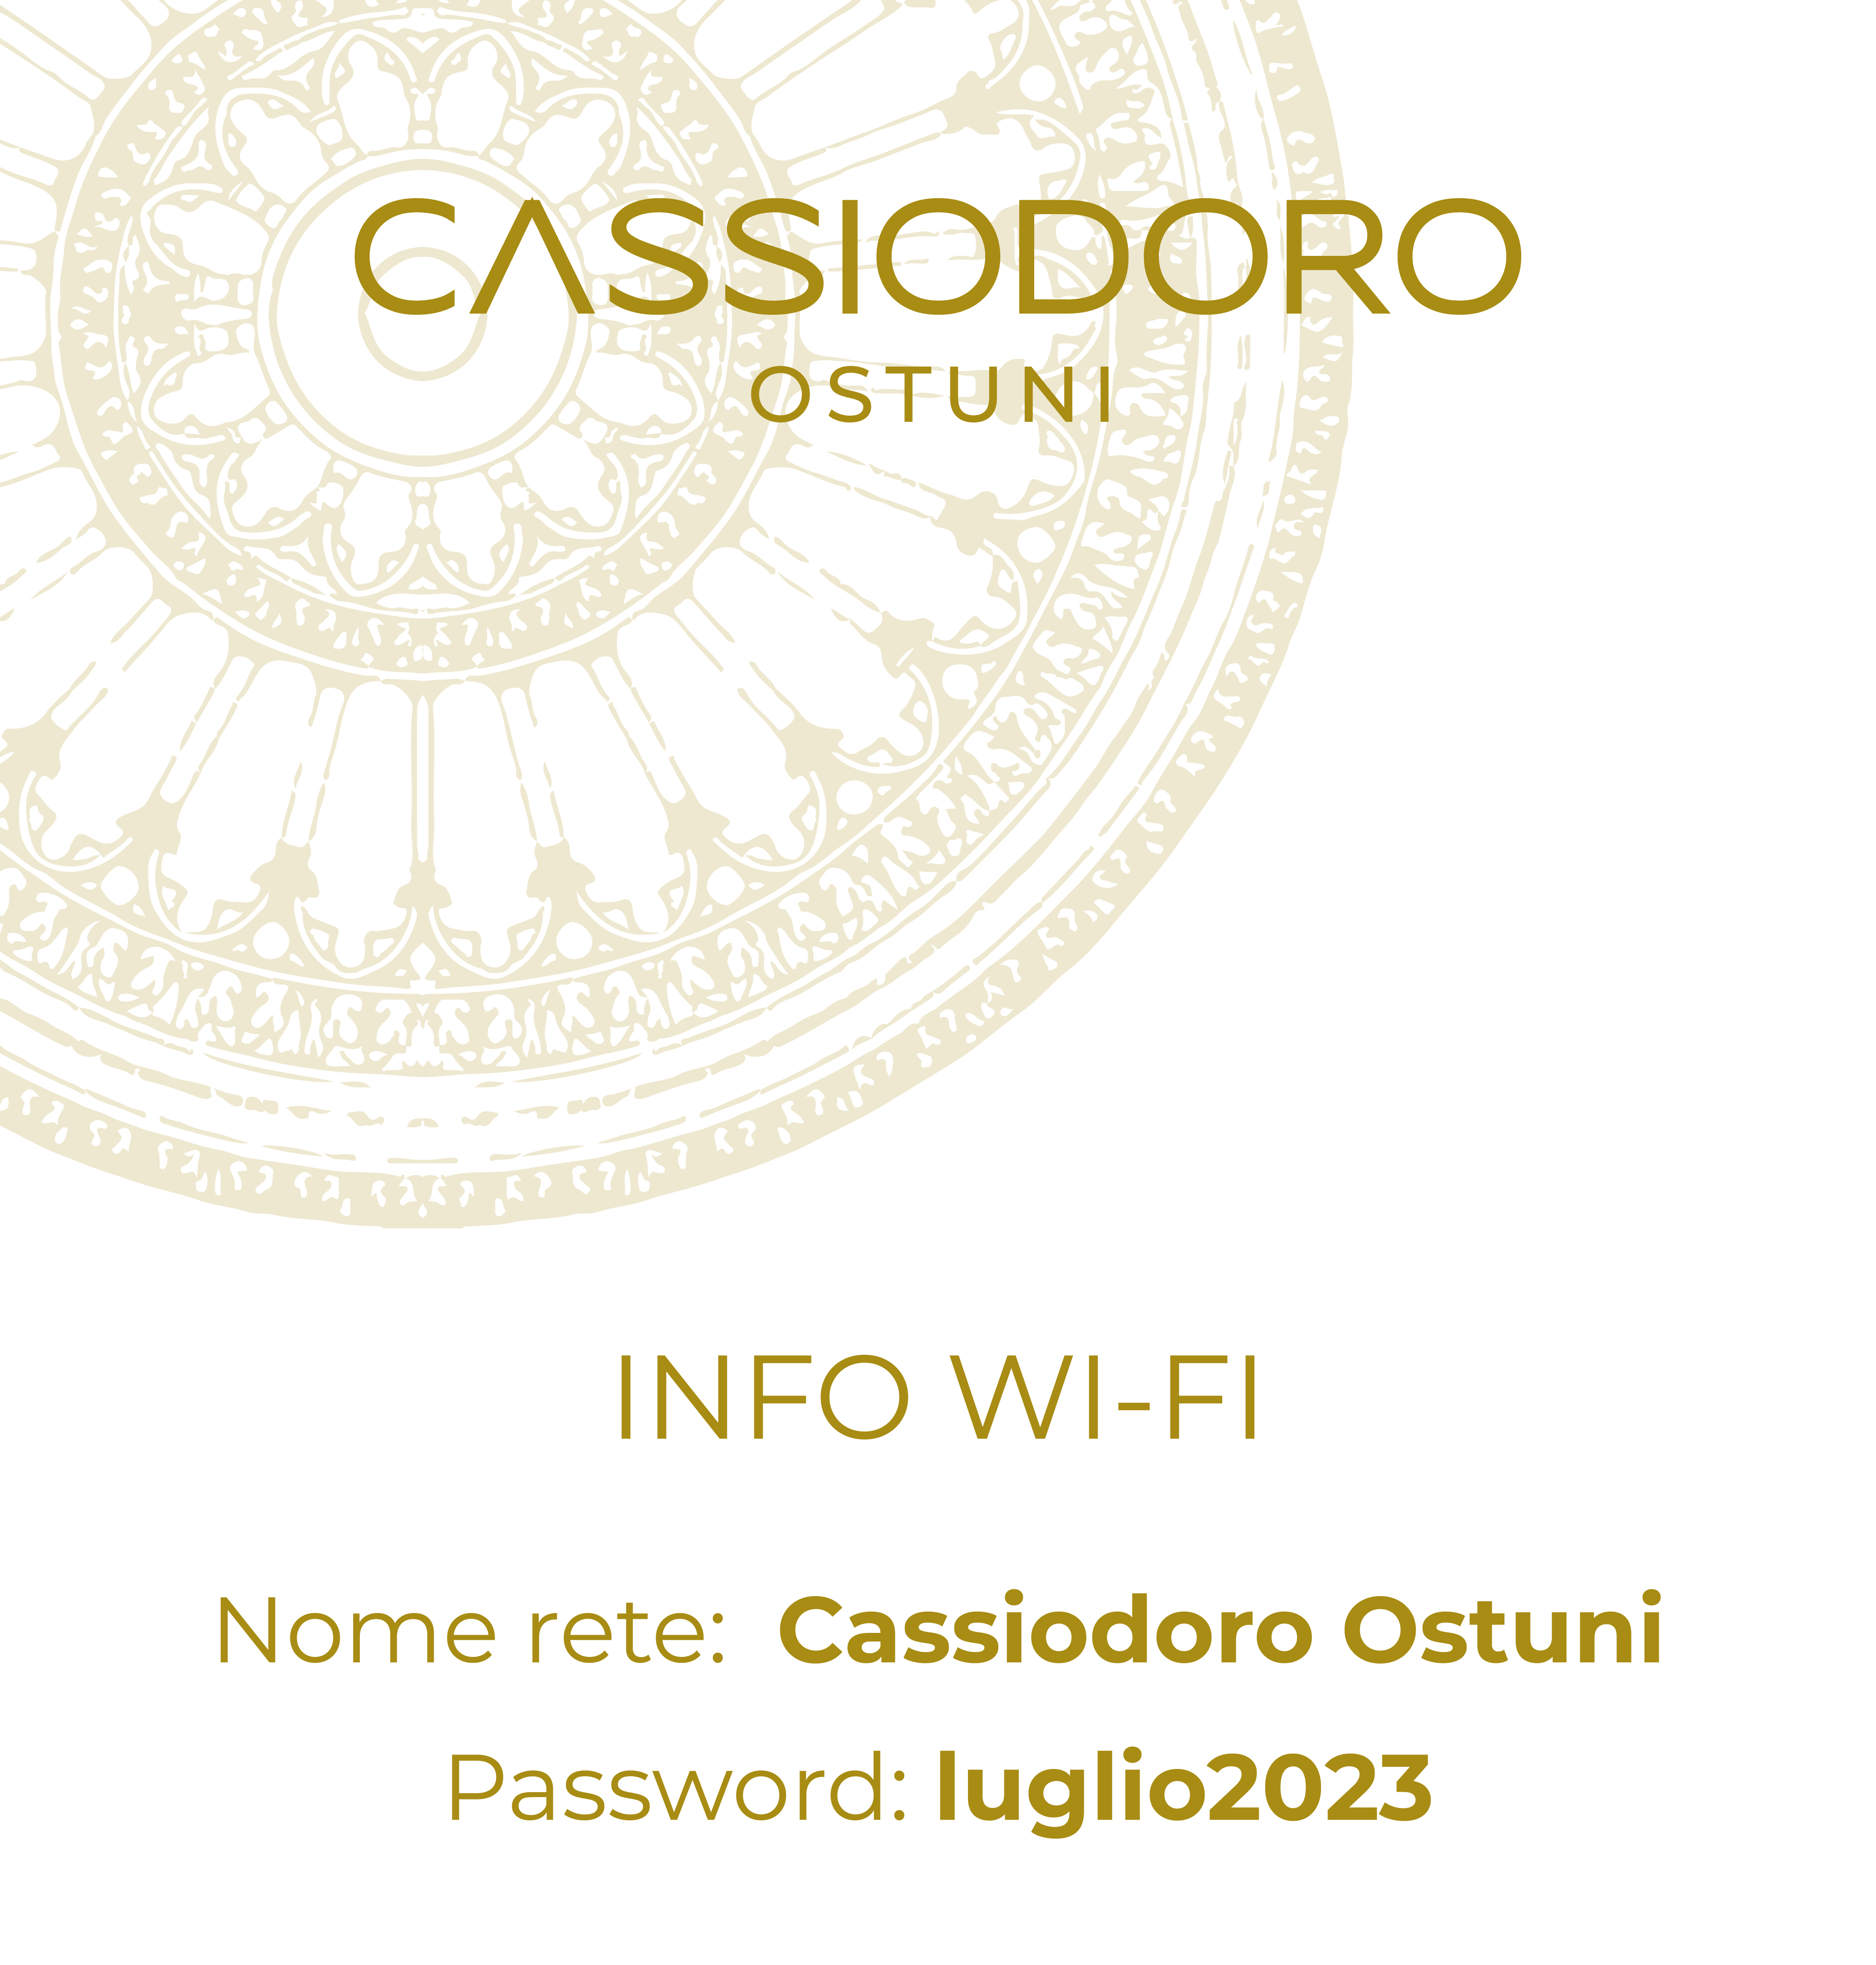 CASSIODORO
OSTUNI
INFO WI-FI
Nome rete: Cassiodoro Ostuni
Password: luglio2023